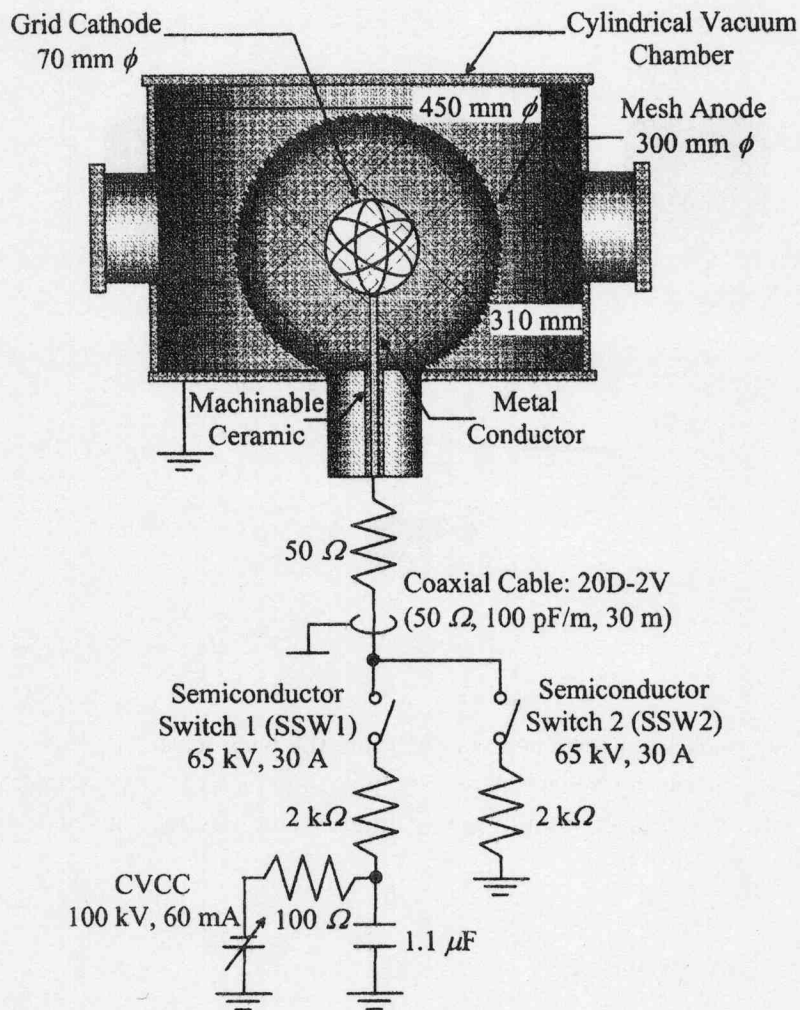 Grid Cathode
70 mm ϕ
Cylindrical Vacuum
Chamber
450 mm ϕ
Mesh Anode
300 mm ϕ
310 mm
Machinable
Ceramic
Metal
Conductor
50 Ω
Coaxial Cable: 20D-2V
(50 Ω, 100 pF/m, 30 m)
Semiconductor
Switch 1 (SSW1)
65 kV, 30 A
Semiconductor
Switch 2 (SSW2)
65 kV, 30 A
2 kΩ
2 kΩ
CVCC
100 kV, 60 mA
100 Ω
1.1 μF